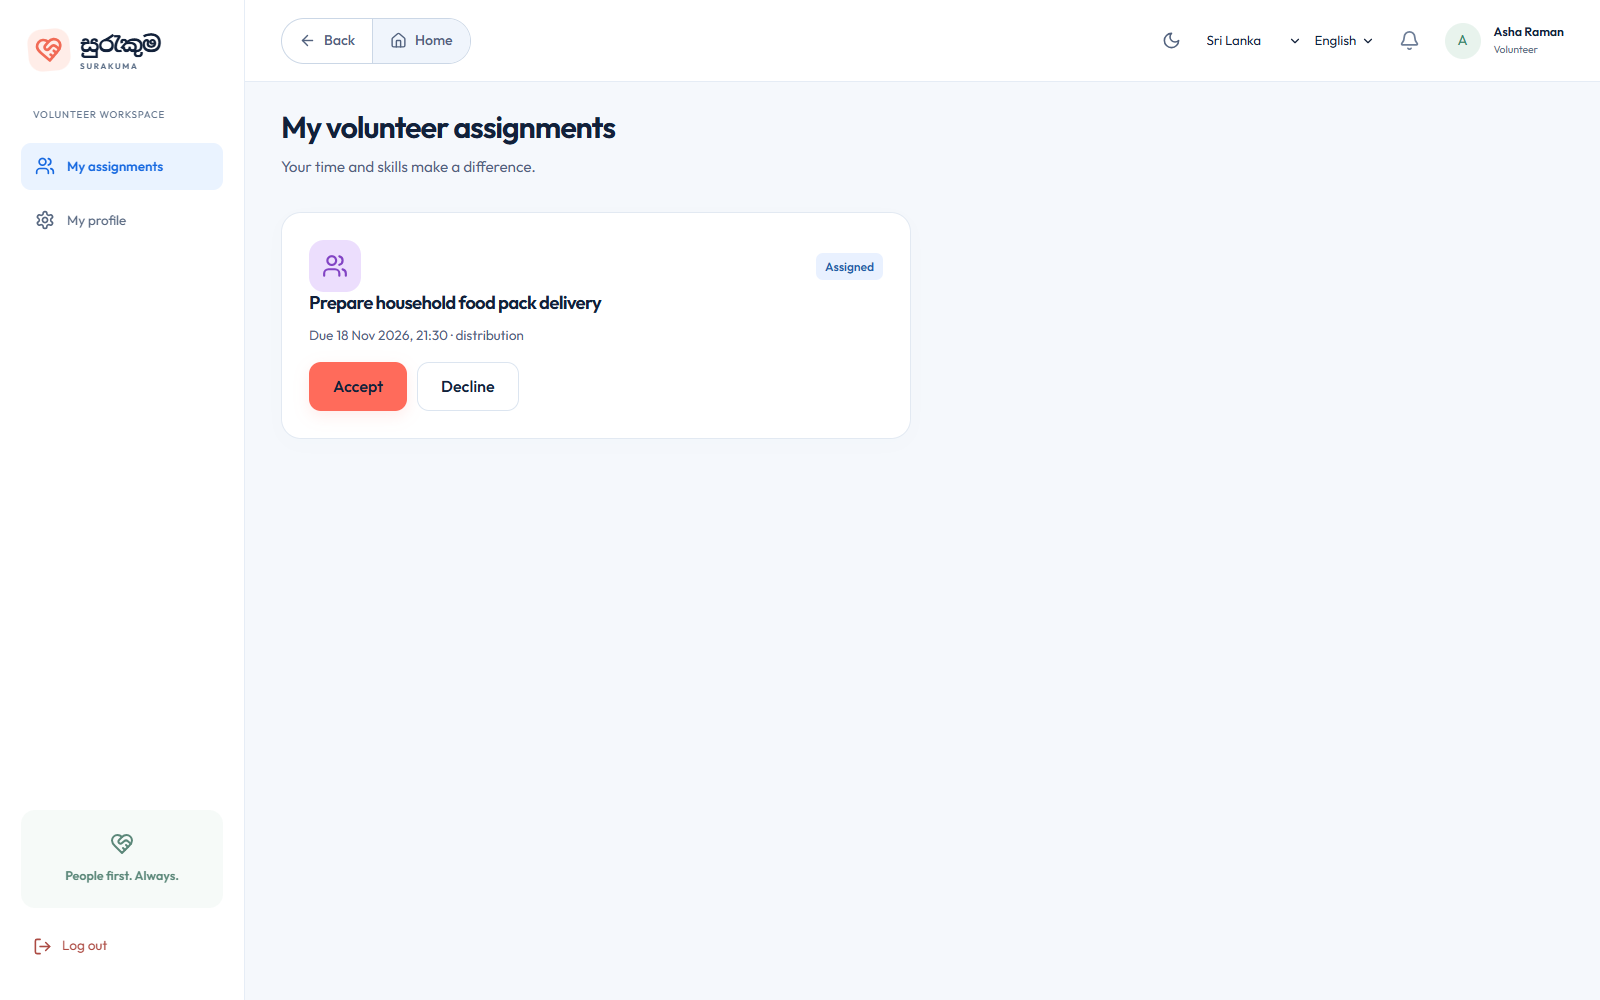 සුරැකුම
SURAKUMA
VOLUNTEER WORKSPACE
My assignments
My profile
People first. Always.
Log out
Back
Home
Sri Lanka
English
A
Asha Raman
Volunteer
My volunteer assignments
Your time and skills make a difference.
Assigned
Prepare household food pack delivery
Due 18 Nov 2026, 21:30 · distribution
Accept
Decline